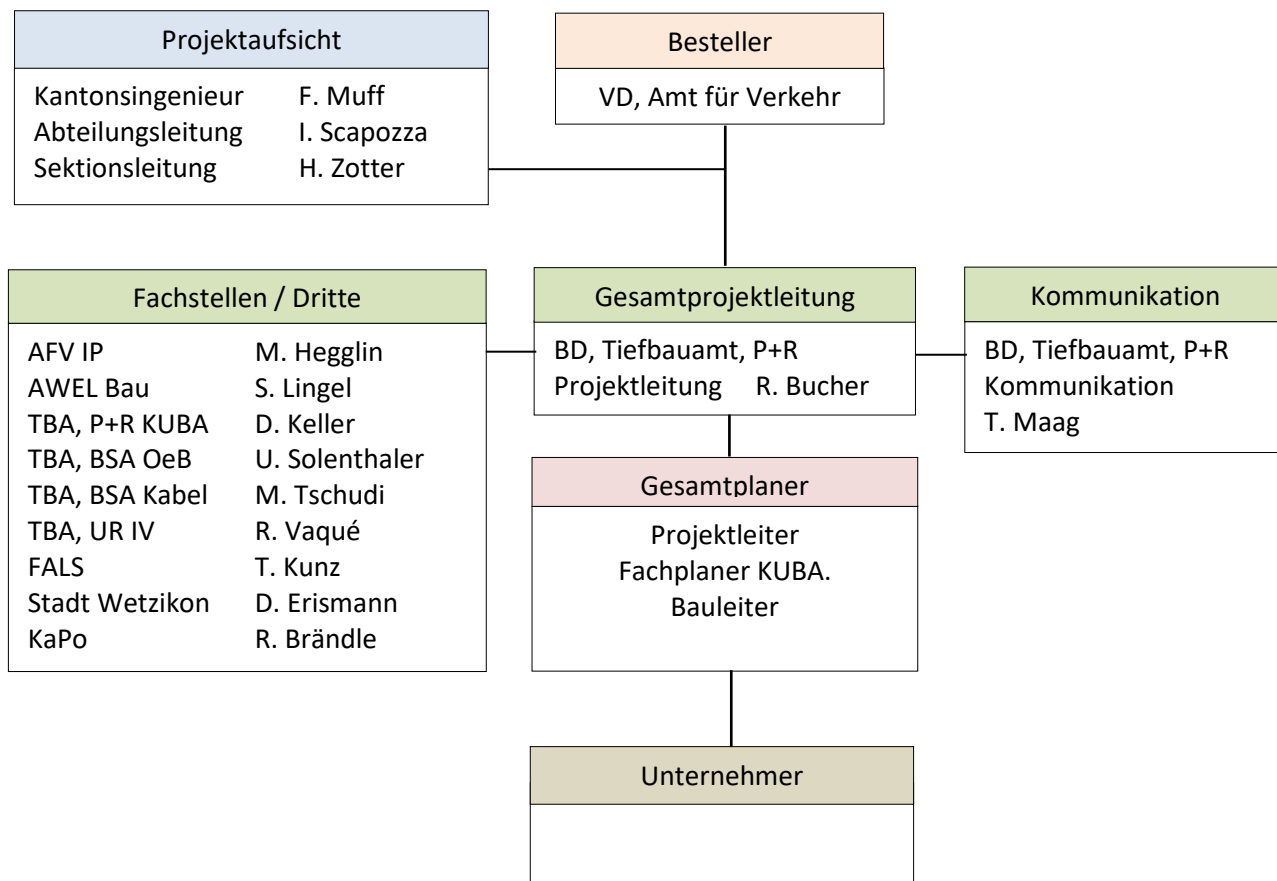 Projektaufsicht
Kantonsingenieur F. Muff
Abteilungsleitung I. Scapozza
Sektionsleitung H. Zotter
Besteller
VD, Amt für Verkehr
Fachstellen / Dritte
AFV IP M. Hegglin
AWEL Bau S. Lingel
TBA, P+R KUBA D. Keller
TBA, BSA OeB U. Solenthaler
TBA, BSA Kabel M. Tschudi
TBA, UR IV R. Vaqué
FALS T. Kunz
Stadt Wetzikon D. Erismann
KaPo R. Brändle
Gesamtprojektleitung
BD, Tiefbauamt, P+R
Projektleitung R. Bucher
Kommunikation
BD, Tiefbauamt, P+R
Kommunikation
T. Maag
Gesamtplaner
Projektleiter
Fachplaner KUBA.
Bauleiter
Unternehmer